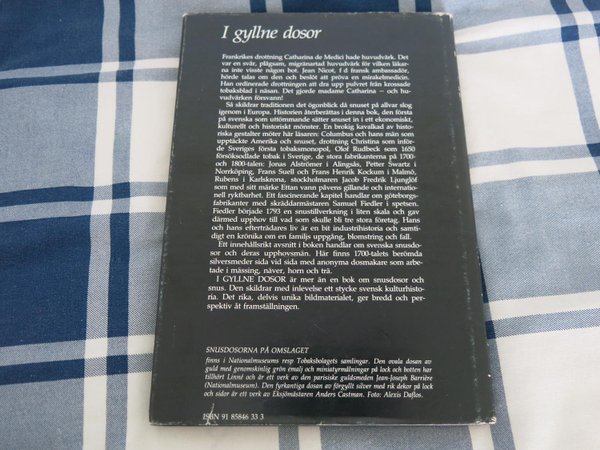 I gyllne dosor
Frankrikes drottning Catharina de Medici hade huvudvärk. Det
var en svår, plågsam, migränartad huvudvärk för vilken läkar-
na inte visste någon bot. Jean Nicot, f d fransk ambassadör,
hörde talas om den och beslöt att pröva en mirakelmedicin.
Han ordinerade drottningen att dra upp pulvret från krossade
tobaksblad i näsan. Det gjorde madame Catharina – och hu-
vudvärken försvann!
Så skildrar traditionen det ögonblick då snuset på allvar slog
igenom i Europa. Historien återberättas i denna bok, den första
på svenska som uttömmande sätter snuset in i ett ekonomiskt,
kulturellt och historiskt mönster. En brokig kavalkad av histo-
riska gestalter möter här läsaren: Columbus och hans män som
upptäckte Amerika och snuset, drottning Christina som inför-
de Sveriges första tobaksmonopol, Olof Rudbeck som 1650
försöksodlade tobak i Sverige, de stora fabrikanterna på 1700-
och 1800-talen: Jonas Alströmer i Alingsås, Petter Swartz i
Norrköping, Frans Suell och Frans Henrik Kockum i Malmö,
Rubens i Karlskrona, stockholmaren Jacob Fredrik Ljunglöf
som med sitt märke Ettan vann påvens gillande och internatio-
nell ryktbarhet. Ett fascinerande kapitel handlar om göteborgs-
fabrikanter med skräddarmästaren Samuel Fiedler i spetsen.
Fiedler började 1793 en snustillverkning i liten skala och gav
därmed upphov till vad som skulle bli tre stora företag. Hans
och hans efterträdares liv är en bit industrihistoria och samti-
digt en krönika om en familjs uppgång, blomstring och fall.
Ett innehållsrikt avsnitt i boken handlar om svenska snusdo-
sor och deras upphovsmän. Här finns 1700-talets berömda
silversmeder sida vid sida med anonyma dosmakare som arbe-
tade i mässing, näver, horn och trä.
I GYLLNE DOSOR är mer än en bok om snusdosor och
snus. Den skildrar med inlevelse ett stycke svensk kulturhisto-
ria. Det rika, delvis unika bildmaterialet, ger bredd och per-
spektiv åt framställningen.
SNUSDOSORNA PÅ OMSLAGET
finns i Nationalmuseums resp Tobaksbolagets samlingar. Den ovala dosan av
guld med genomskinlig grön emalj och miniatyrmålningar på lock och botten har
tillhört Linné och är ett verk av den parisiske guldsmeden Jean-Joseph Barrière
(Nationalmuseum). Den fyrkantiga dosan av förgyllt silver med rik dekor på lock
och sidor är ett verk av Eksjömästaren Anders Castman. Foto: Alexis Daflos.
ISBN 91 85846 33 3